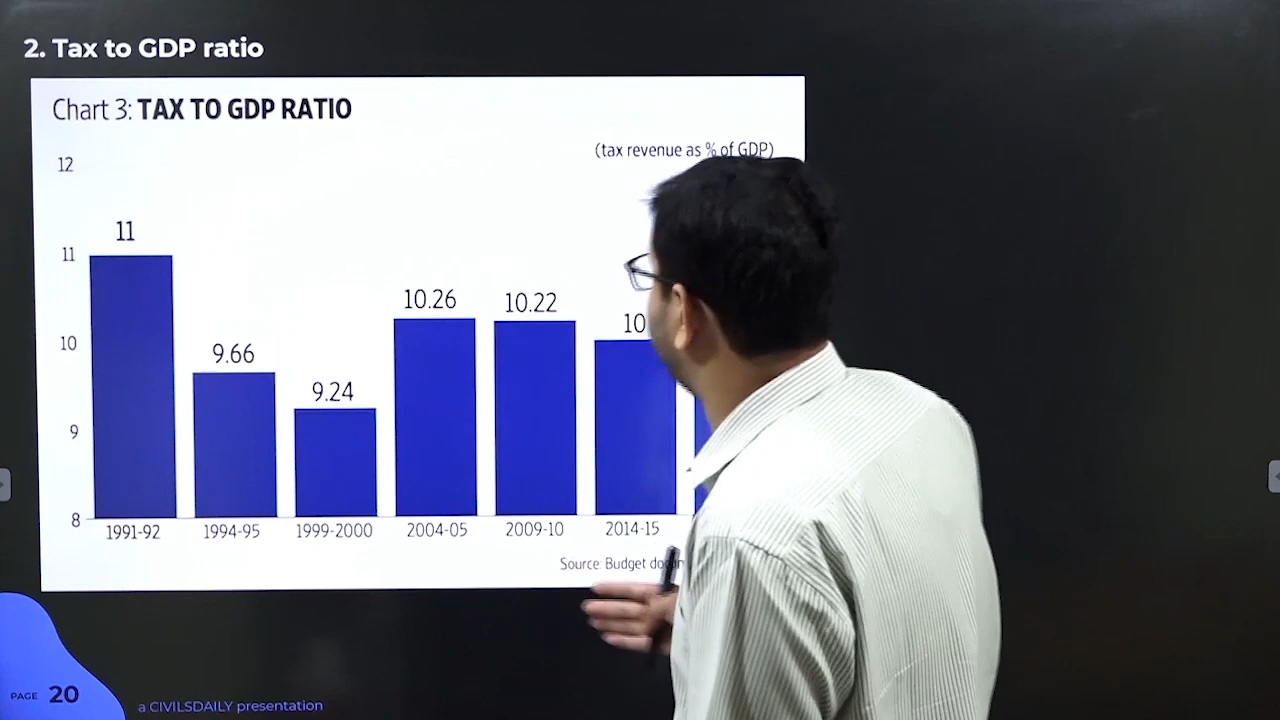 2. Tax to GDP ratio
Chart 3: TAX TO GDP RATIO
(tax revenue as % of GDP)
12
11
11
10.26
10.22
10
10
9.66
9.24
9
8
1991-92
1994-95
1999-2000
2004-05
2009-10
2014-15
Source: Budget
PAGE 20
a CIVILSDAILY presentation